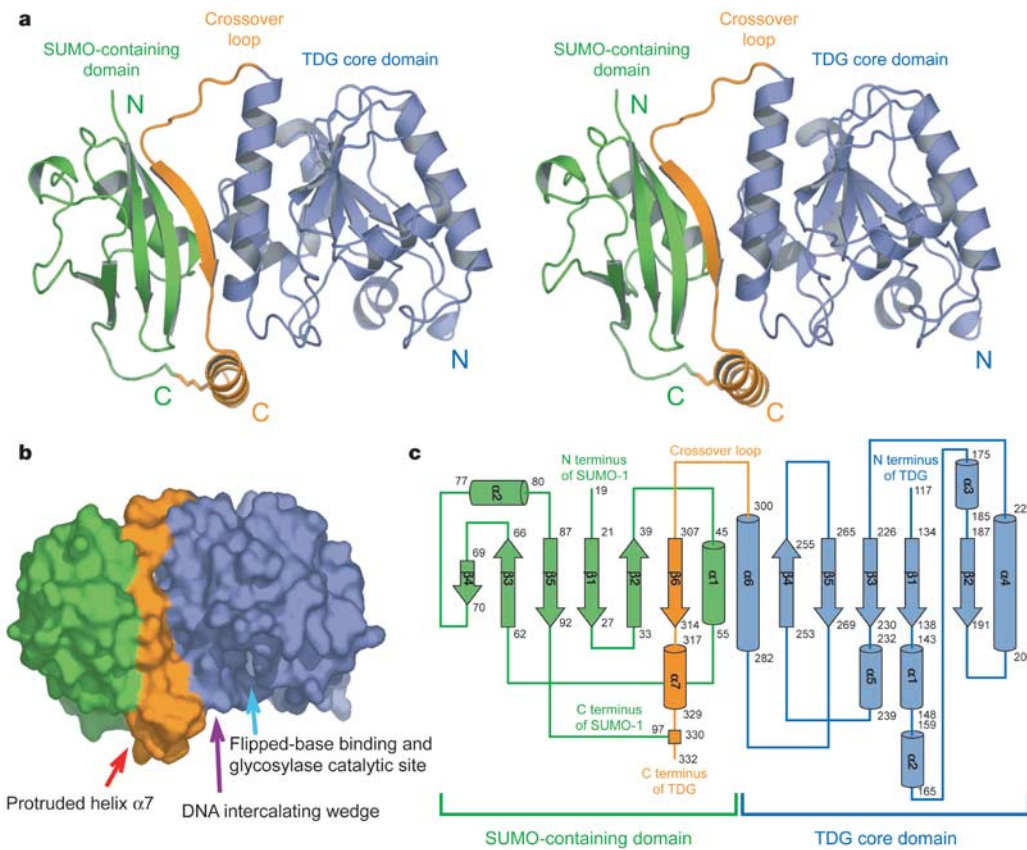 a
Crossover
loop
SUMO-containing
domain
TDG core domain
N
N
C
C
Crossover
loop
SUMO-containing
domain
TDG core domain
N
N
C
C
b
Flipped-base binding and
glycosylase catalytic site
Protruded helix α7
DNA intercalating wedge
c
N terminus
of SUMO-1
Crossover loop
N terminus
of TDG
77
α2
80
19
117
175
α3
185
69
66
87
21
39
307
45
300
255
265
226
134
187
β4
β3
β5
β1
β2
β6
α1
α6
β4
β5
β3
β1
β2
α4
70
62
92
27
33
314
317
55
282
253
269
230
232
138
143
191
α7
α5
α1
C terminus
of SUMO-1
97
329
330
332
239
148
159
α2
165
C terminus
of TDG
SUMO-containing domain
TDG core domain